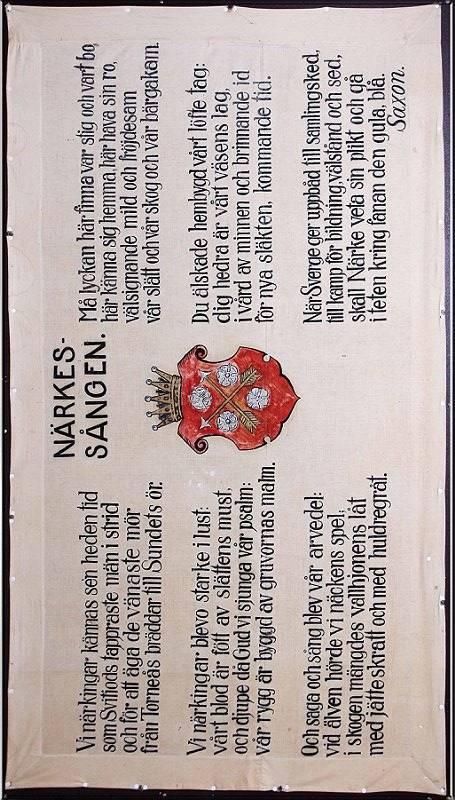 NÄRKES-
SÅNGEN.
Vi närkingar kännas sen heden tid
som Svitiods tappraste män i strid
och för att äga de vänaste mör
från Torneås brädder till Sundets ör.
Vi närkingar blevo starke i lust:
vårt blod är fött av slättens must,
och djupe då Gud vi sjunga vår psalm:
vår rygg är byggd av gruvornas malm.
Och saga och sång blev vår arvedel:
vid älven hörde vi näckens spel;
i skogen mängdes vallhjonens låt
med jätteskratt och med huldregråt.
Må lyckan här finna var stig och vart bo,
här känna sig hemma, här hava sin ro,
välsignande mild och fröjdesam
vår slätt och vår skog och vår bärgakam.
Du älskade hembygd vårt löfte tag:
dig hedra är vårt väsens lag,
i vård av minnen och brinnande id
för nya släkten, kommande tid.
När Sverge ger uppbåd till samlingsked,
till kamp för bildning, välstånd och sed,
skall Närke veta sin plikt och gå
i teten kring fanan den gula, blå.
Saxon.